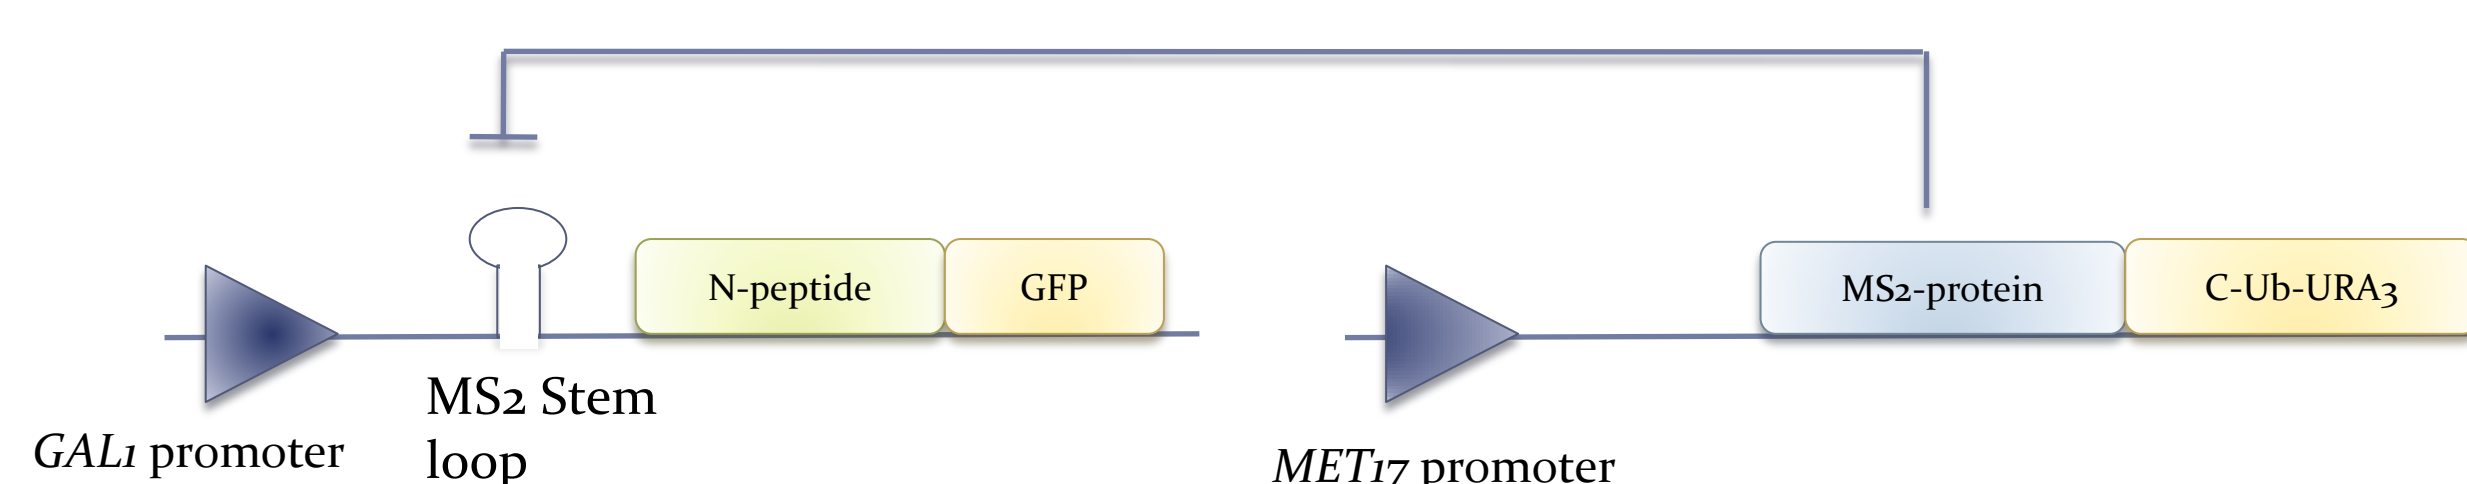 N-peptide
GFP
MS2-protein
C-Ub-URA3
MS2 Stem
loop
GAL1 promoter
MET17 promoter